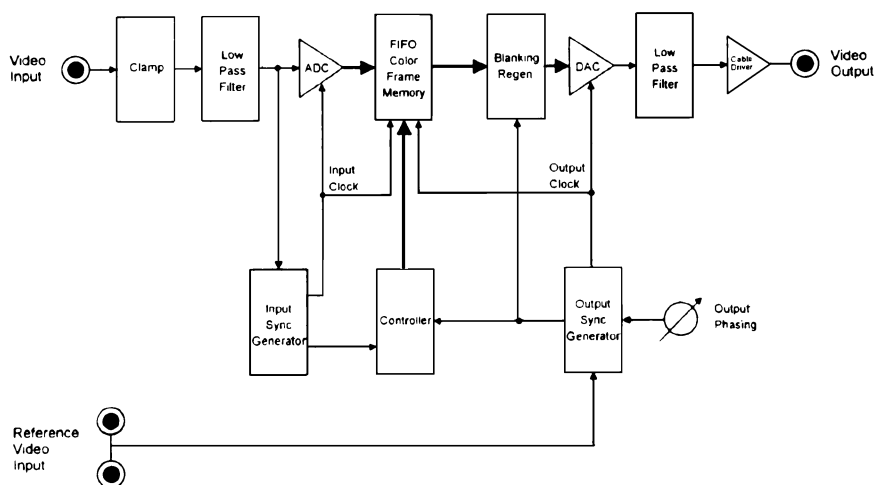 Video
Input
Clamp
Low
Pass
Filter
ADC
FIFO
Color
Frame
Memory
Blanking
Regen
DAC
Low
Pass
Filter
Cable
Driver
Video
Output
Input
Clock
Output
Clock
Input
Sync
Generator
Controller
Output
Sync
Generator
Output
Phasing
Reference
Video
Input